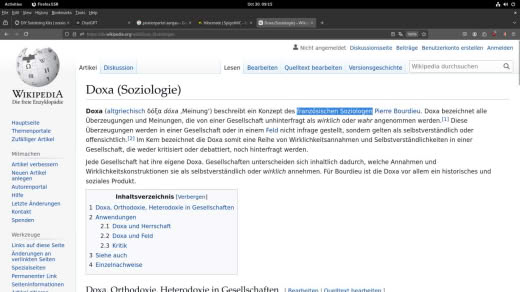 Activities
Firefox ESR
Oct 30 09:15
File Edit View History Bookmarks Tools Help
ChatGPT
Doxa (Soziologie) – Wiki
Nicht angemeldet Diskussionsseite Beiträge Benutzerkonto erstellen Anmelden
Artikel Diskussion Lesen Bearbeiten Quelltext bearbeiten Versionsgeschichte Wikipedia durchsuchen
WIKIPEDIA
Die freie Enzyklopädie
Hauptseite
Themenportale
Zufälliger Artikel
Mitmachen
Artikel verbessern
Neuen Artikel anlegen
Autorenportal
Hilfe
Letzte Änderungen
Kontakt
Spenden
Werkzeuge
Links auf diese Seite
Änderungen an verlinkten Seiten
Spezialseiten
Permanenter Link
Seiteninformationen
Doxa (Soziologie)
Doxa (altgriechisch δόξα dóxa ‚Meinung‘) beschreibt ein Konzept des französischen Soziologen Pierre Bourdieu. Doxa bezeichnet alle
Überzeugungen und Meinungen, die von einer Gesellschaft unhinterfragt als wirklich oder wahr angenommen werden.[1] Diese
Überzeugungen werden in einer Gesellschaft oder in einem Feld nicht infrage gestellt, sondern gelten als selbstverständlich oder
offensichtlich.[2] Im Kern bezeichnet die Doxa somit eine Reihe von Wirklichkeitsannahmen und Selbstverständlichkeiten in einer
Gesellschaft, die weder kritisiert oder debattiert, noch hinterfragt werden.
Jede Gesellschaft hat ihre eigene Doxa. Gesellschaften unterscheiden sich inhaltlich dadurch, welche Annahmen und
Wirklichkeitskonstruktionen sie als selbstverständlich oder wirklich annehmen. Für Bourdieu ist die Doxa vor allem ein historisches und
soziales Produkt.
Inhaltsverzeichnis [Verbergen]
1 Doxa, Orthodoxie, Heterodoxie in Gesellschaften
2 Anwendungen
2.1 Doxa und Herrschaft
2.2 Doxa und Feld
2.3 Kritik
3 Siehe auch
4 Einzelnachweise
Doxa, Orthodoxie, Heterodoxie in Gesellschaften [ Bearbeiten | Quelltext bearbeiten ]